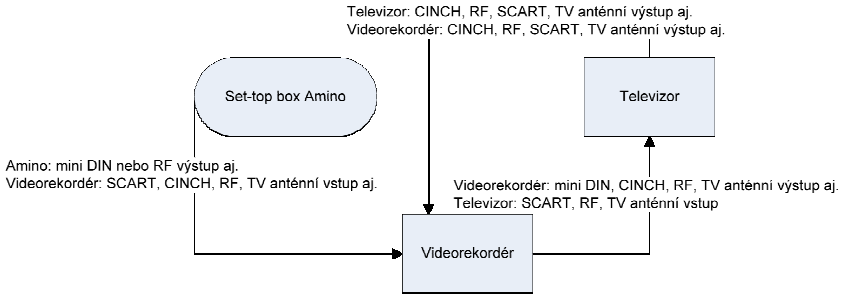 Televizor: CINCH, RF, SCART, TV anténní výstup aj.
Videorekordér: CINCH, RF, SCART, TV anténní výstup aj.
Set-top box Amino
Televizor
Amino: mini DIN nebo RF výstup aj.
Videorekordér: SCART, CINCH, RF, TV anténní vstup aj.
Videorekordér: mini DIN, CINCH, RF, TV anténní výstup aj.
Televizor: SCART, RF, TV anténní vstup
Videorekordér